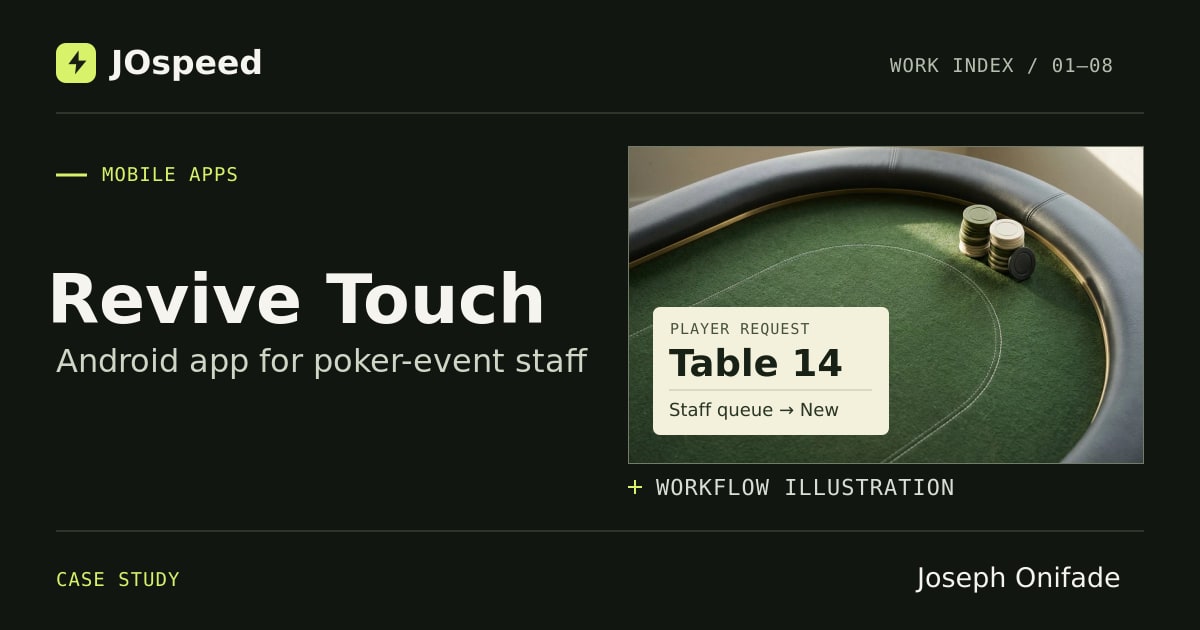 JOspeed
WORK INDEX / 01—08
MOBILE APPS
Revive Touch
Android app for poker-event staff
PLAYER REQUEST
Table 14
Staff queue → New
+ WORKFLOW ILLUSTRATION
CASE STUDY
Joseph Onifade